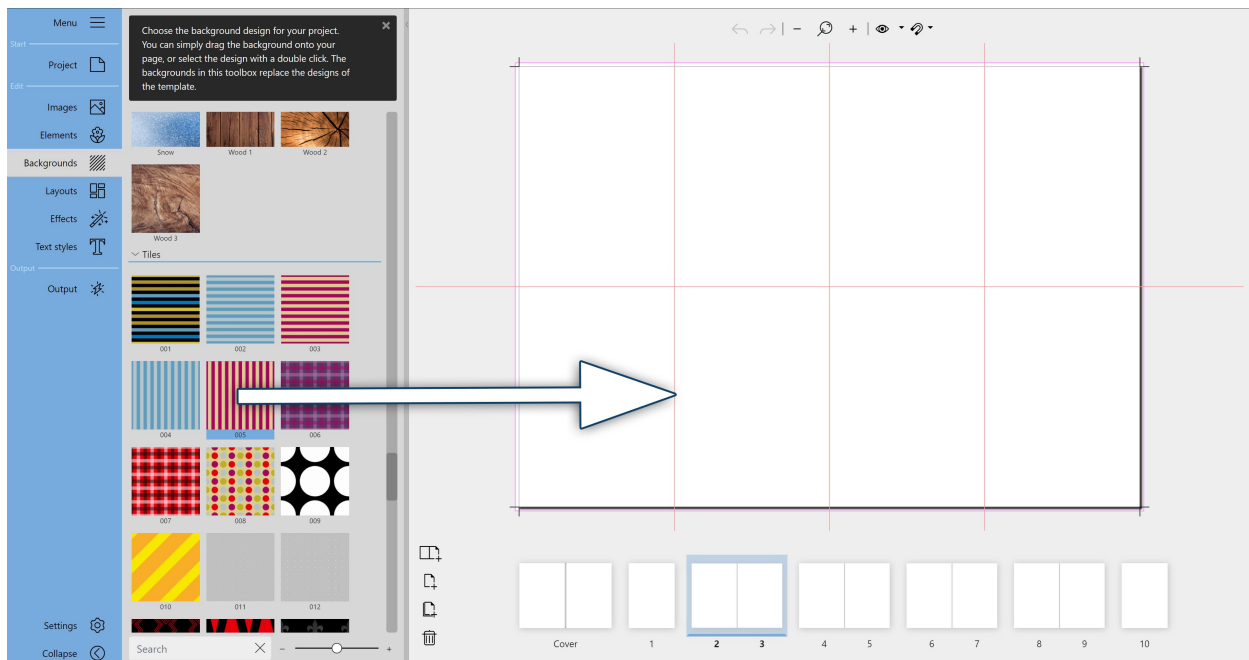 Menu
Start
Project
Edit
Images
Elements
Backgrounds
Layouts
Effects
Text styles
Output
Output
Settings
Collapse
Choose the background design for your project.
You can simply drag the background onto your
page, or select the design with a double click. The
backgrounds in this toolbox replace the designs of
the template.
Snow Wood 1 Wood 2
Wood 3
Tiles
001 002 003
004 005 006
007 008 009
010 011 012
Search
Cover 1 2 3 4 5 6 7 8 9 10